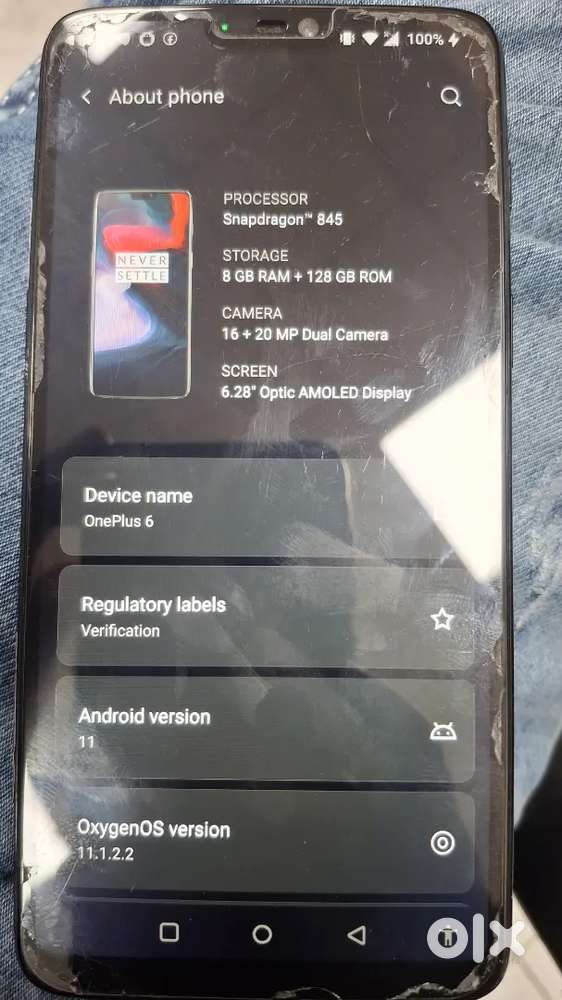 100%
About phone
PROCESSOR
Snapdragon™ 845
STORAGE
8 GB RAM + 128 GB ROM
CAMERA
16 + 20 MP Dual Camera
SCREEN
6.28" Optic AMOLED Display
NEVER
SETTLE
Device name
OnePlus 6
Regulatory labels
Verification
Android version
11
OxygenOS version
11.1.2.2
olx